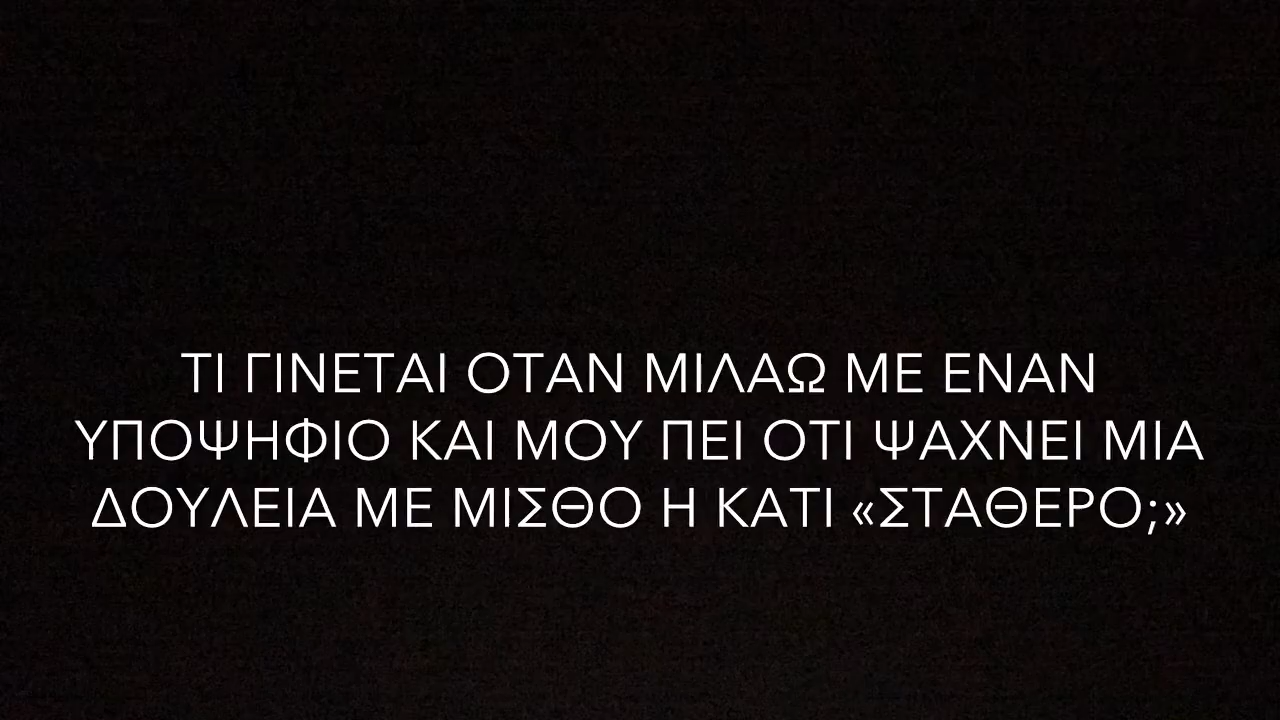 ΤΙ ΓΙΝΕΤΑΙ ΟΤΑΝ ΜΙΛΑΩ ΜΕ ΕΝΑΝ
ΥΠΟΨΗΦΙΟ ΚΑΙ ΜΟΥ ΠΕΙ ΟΤΙ ΨΑΧΝΕΙ ΜΙΑ
ΔΟΥΛΕΙΑ ΜΕ ΜΙΣΘΟ Η ΚΑΤΙ «ΣΤΑΘΕΡΟ;»